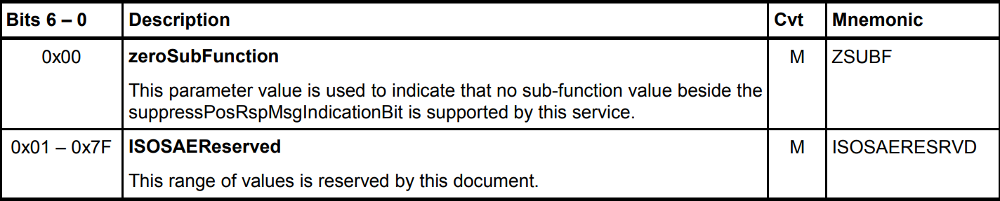 Bits 6 – 0 Description Cvt Mnemonic
0x00 zeroSubFunction M ZSUBF
This parameter value is used to indicate that no sub-function value beside the
suppressPosRspMsgIndicationBit is supported by this service.
0x01 – 0x7F ISOSAEReserved M ISOSAERESRVD
This range of values is reserved by this document.